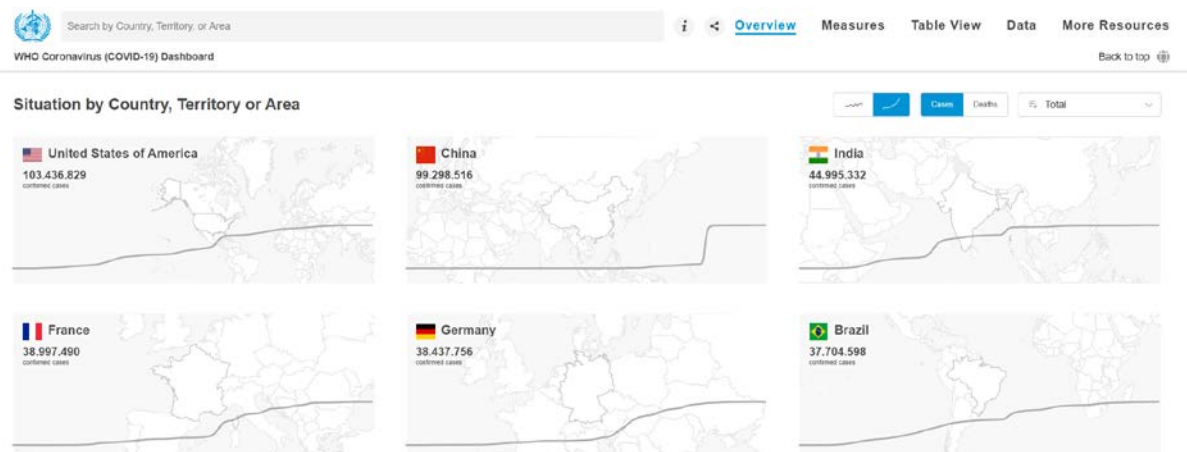 Search by Country, Territory, or Area
i
Overview
Measures
Table View
Data
More Resources
WHO Coronavirus (COVID-19) Dashboard
Back to top
Situation by Country, Territory or Area
Cases
Deaths
Total
United States of America
103.436.829
confirmed cases
China
99.298.516
confirmed cases
India
44.995.332
confirmed cases
France
38.997.490
confirmed cases
Germany
38.437.756
confirmed cases
Brazil
37.704.598
confirmed cases